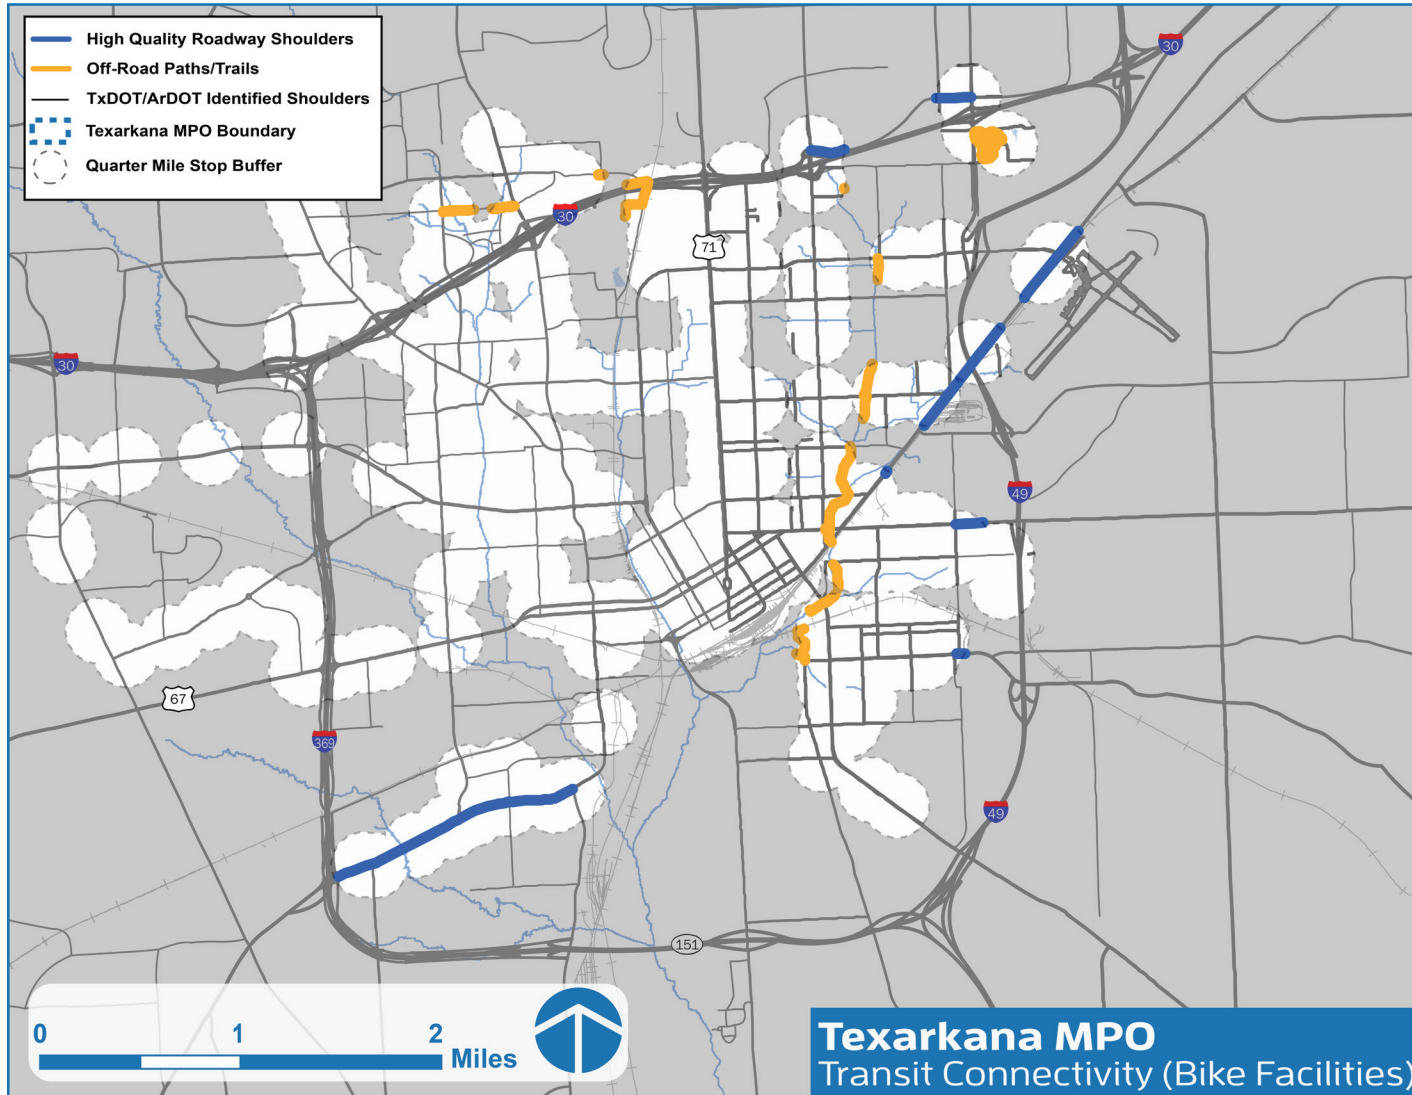 High Quality Roadway Shoulders
Off-Road Paths/Trails
TxDOT/ArDOT Identified Shoulders
Texarkana MPO Boundary
Quarter Mile Stop Buffer
30
30
71
30
49
67
369
49
151
0 1 2
Miles
Texarkana MPO
Transit Connectivity (Bike Facilities)